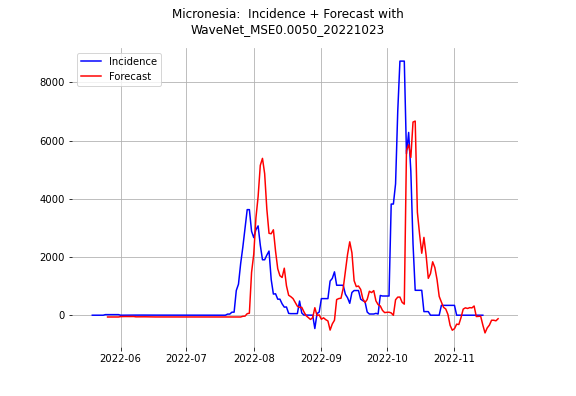 Micronesia:  Incidence + Forecast with
WaveNet_MSE0.0050_20221023
Incidence
Forecast
8000
6000
4000
2000
0
2022-06 2022-07 2022-08 2022-09 2022-10 2022-11